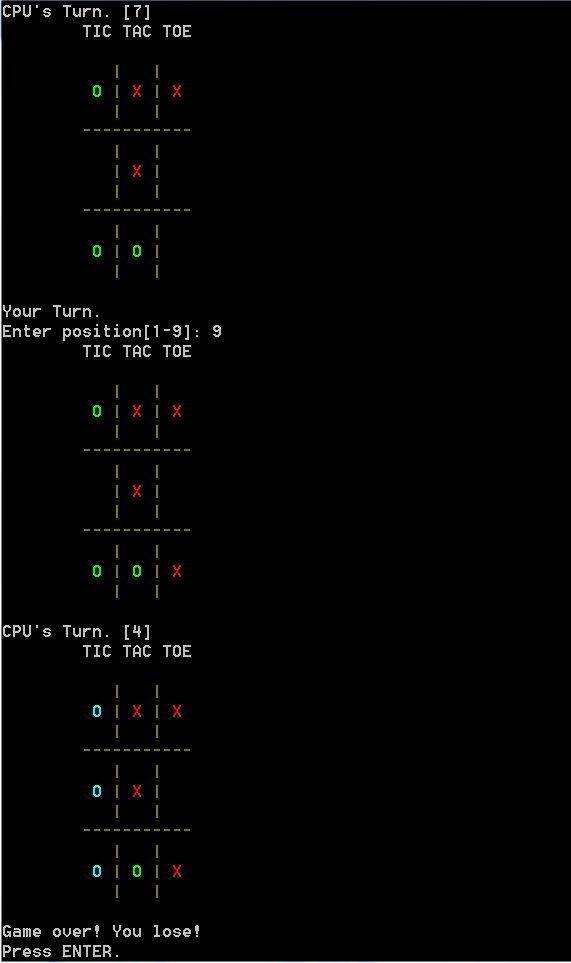 CPU's Turn. [7]
TIC TAC TOE
| |
O | X | X
| |
-----------
| |
| X |
| |
-----------
| |
O | O |
| |
Your Turn.
Enter position[1-9]: 9
TIC TAC TOE
| |
O | X | X
| |
-----------
| |
| X |
| |
-----------
| |
O | O | X
| |
CPU's Turn. [4]
TIC TAC TOE
| |
O | X | X
| |
-----------
| |
O | X |
| |
-----------
| |
O | O | X
| |
Game over! You lose!
Press ENTER.